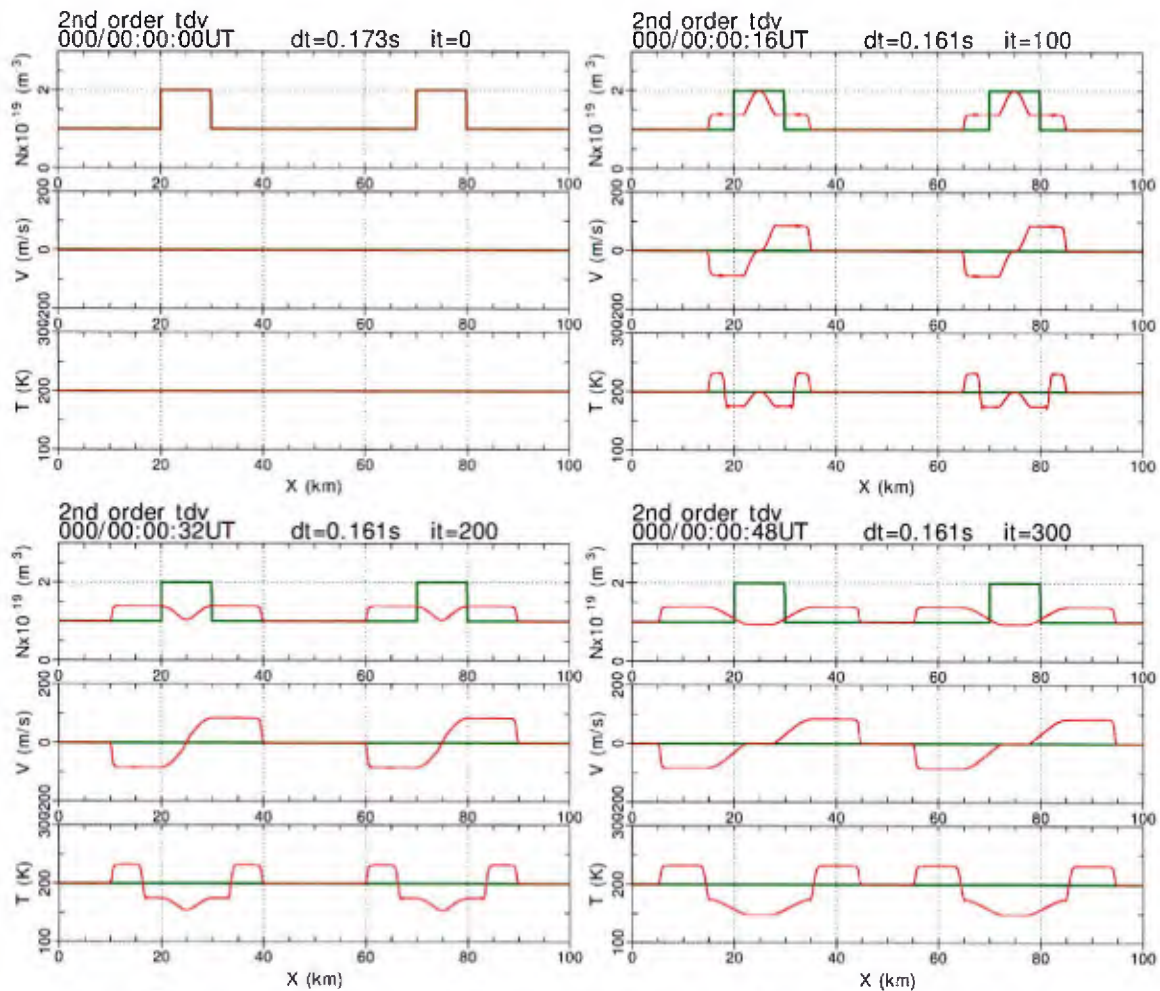 2nd order tdv
000/00:00:00UT dt=0.173s it=0
Nx10⁻¹⁹ (m³)
2
0
0 20 40 60 80 100
V (m/s)
200
0
200
0 20 40 60 80 100
T (K)
300
200
100
0 20 40 60 80 100
X (km)
2nd order tdv
000/00:00:16UT dt=0.161s it=100
Nx10⁻¹⁹ (m³)
2
0
0 20 40 60 80 100
V (m/s)
200
0
200
0 20 40 60 80 100
T (K)
300
200
100
0 20 40 60 80 100
X (km)
2nd order tdv
000/00:00:32UT dt=0.161s it=200
Nx10⁻¹⁹ (m³)
2
0
0 20 40 60 80 100
V (m/s)
200
0
200
0 20 40 60 80 100
T (K)
300
200
100
0 20 40 60 80 100
X (km)
2nd order tdv
000/00:00:48UT dt=0.161s it=300
Nx10⁻¹⁹ (m³)
2
0
0 20 40 60 80 100
V (m/s)
200
0
200
0 20 40 60 80 100
T (K)
300
200
100
0 20 40 60 80 100
X (km)